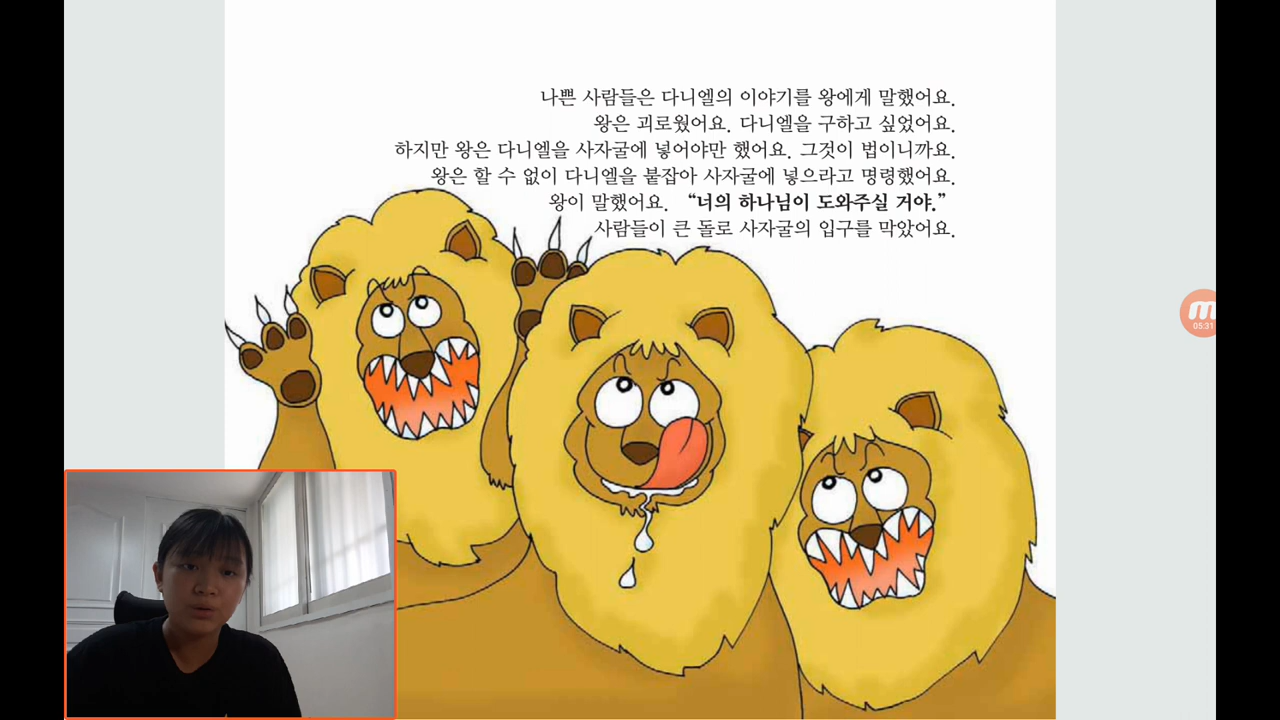 나쁜 사람들은 다니엘의 이야기를 왕에게 말했어요.
왕은 괴로웠어요. 다니엘을 구하고 싶었어요.
하지만 왕은 다니엘을 사자굴에 넣어야만 했어요. 그것이 법이니까요.
왕은 할 수 없이 다니엘을 붙잡아 사자굴에 넣으라고 명령했어요.
왕이 말했어요. “너의 하나님이 도와주실 거야.”
사람들이 큰 돌로 사자굴의 입구를 막았어요.
05:31